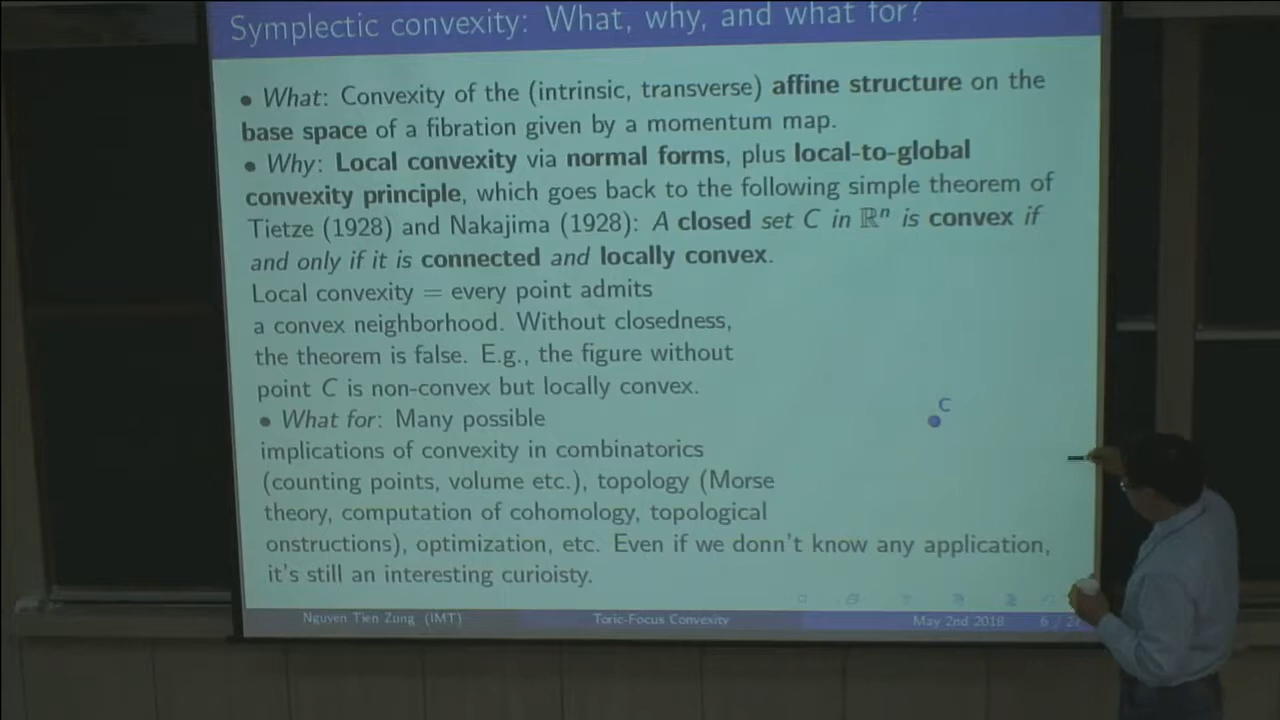 Symplectic convexity: What, why, and what for?
• What: Convexity of the (intrinsic, transverse) affine structure on the
base space of a fibration given by a momentum map.
• Why: Local convexity via normal forms, plus local-to-global
convexity principle, which goes back to the following simple theorem of
Tietze (1928) and Nakajima (1928): A closed set C in ℝⁿ is convex if
and only if it is connected and locally convex.
Local convexity = every point admits
a convex neighborhood. Without closedness,
the theorem is false. E.g., the figure without
point C is non-convex but locally convex.
C
• What for: Many possible
implications of convexity in combinatorics
(counting points, volume etc.), topology (Morse
theory, computation of cohomology, topological
onstructions), optimization, etc. Even if we donn't know any application,
it's still an interesting curioisty.
Nguyen Tien Zung (IMT) Toric-Focus Convexity May 2nd 2018 6 /